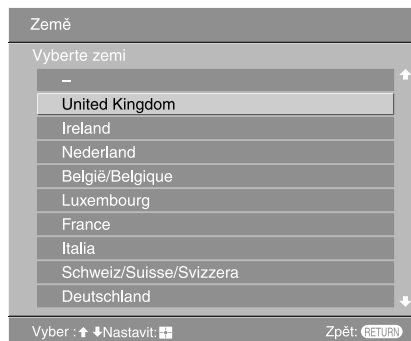 Země
Vyberte zemi
–
United Kingdom
Ireland
Nederland
België/Belgique
Luxembourg
France
Italia
Schweiz/Suisse/Svizzera
Deutschland
Vyber : Nastavit: Zpět: RETURN